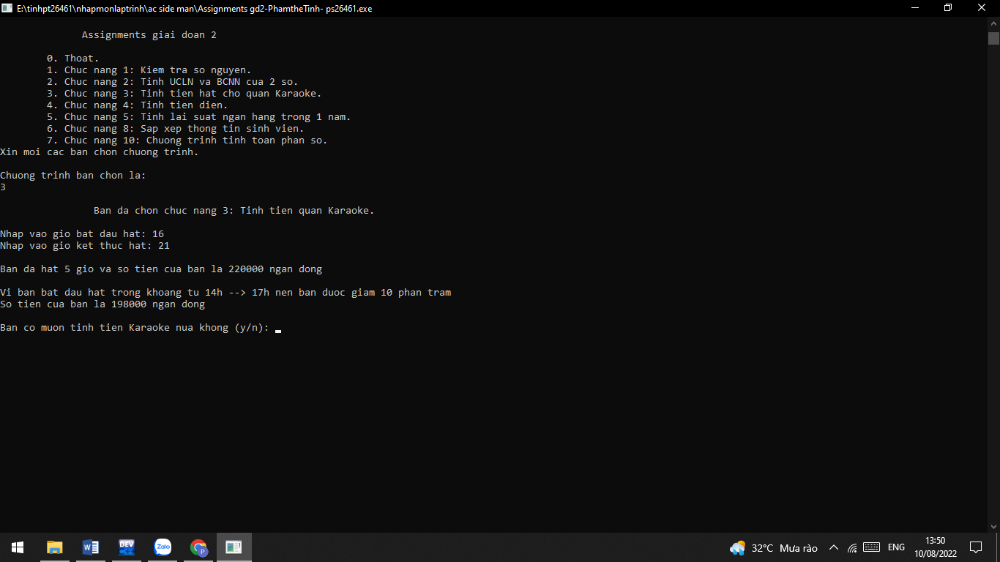 E:\tinhpt26461\nhapmonlaptrinh\ac side man\Assignments gd2-PhamtheTinh- ps26461.exe
Assignments giai doan 2
0. Thoat.
1. Chuc nang 1: Kiem tra so nguyen.
2. Chuc nang 2: Tinh UCLN va BCNN cua 2 so.
3. Chuc nang 3: Tinh tien hat cho quan Karaoke.
4. Chuc nang 4: Tinh tien dien.
5. Chuc nang 5: Tinh lai suat ngan hang trong 1 nam.
6. Chuc nang 8: Sap xep thong tin sinh vien.
7. Chuc nang 10: Chuong trinh tinh toan phan so.
Xin moi cac ban chon chuong trinh.
Chuong trinh ban chon la:
3
Ban da chon chuc nang 3: Tinh tien quan Karaoke.
Nhap vao gio bat dau hat: 16
Nhap vao gio ket thuc hat: 21
Ban da hat 5 gio va so tien cua ban la 220000 ngan dong
Vi ban bat dau hat trong khoang tu 14h --> 17h nen ban duoc giam 10 phan tram
So tien cua ban la 198000 ngan dong
Ban co muon tinh tien Karaoke nua khong (y/n):
DEV
Zalo
P
32°C Mưa rào
ENG
13:50
10/08/2022